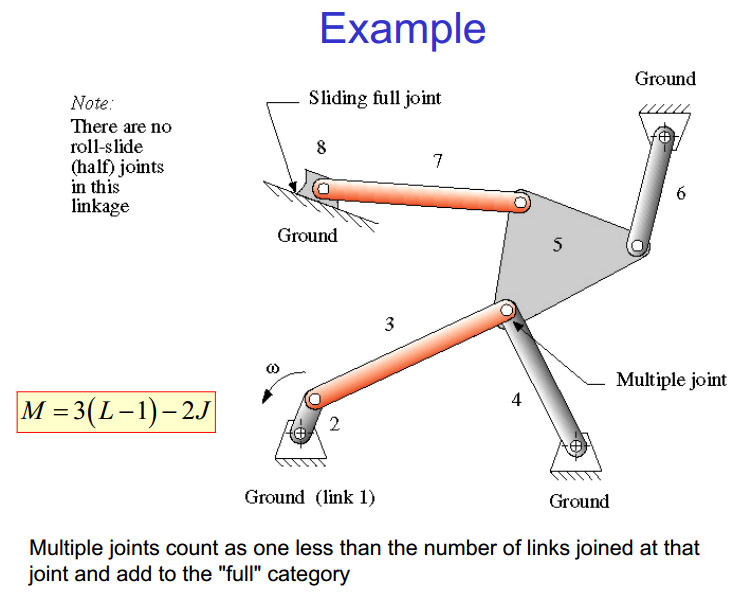 Example
Note:
There are no
roll-slide
(half) joints
in this
linkage
Sliding full joint
Ground
8
7
6
Ground
5
3
ω
Multiple joint
M = 3(L – 1) – 2J
4
2
Ground (link 1)
Ground
Multiple joints count as one less than the number of links joined at that
joint and add to the "full" category